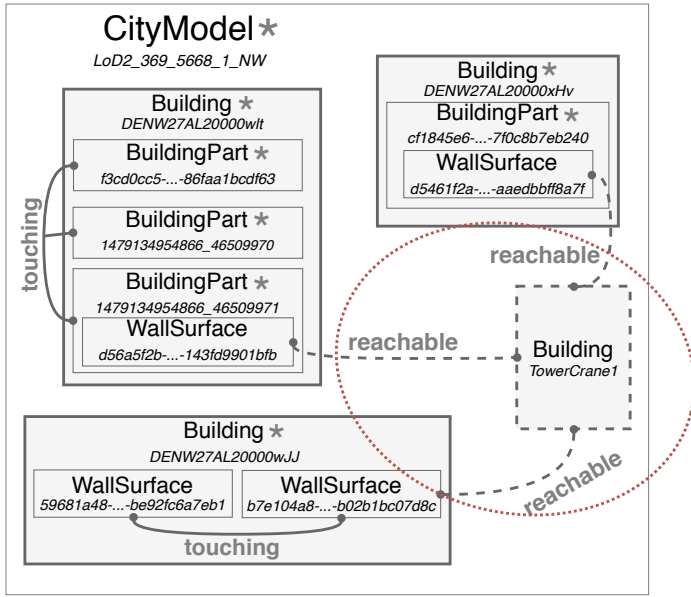 CityModel *
LoD2_369_5668_1_NW
Building *
DENW27AL20000wlt
BuildingPart *
f3cd0cc5-...-86faa1bcdf63
BuildingPart *
1479134954866_46509970
BuildingPart *
1479134954866_46509971
WallSurface
d56a5f2b-...-143fd9901bfb
touching
Building *
DENW27AL20000xHv
BuildingPart *
cf1845e6-...-7f0c8b7eb240
WallSurface
d5461f2a-...-aaedbbff8a7f
reachable
reachable
Building
TowerCrane1
reachable
Building *
DENW27AL20000wJJ
WallSurface
59681a48-...-be92fc6a7eb1
WallSurface
b7e104a8-...-b02b1bc07d8c
touching